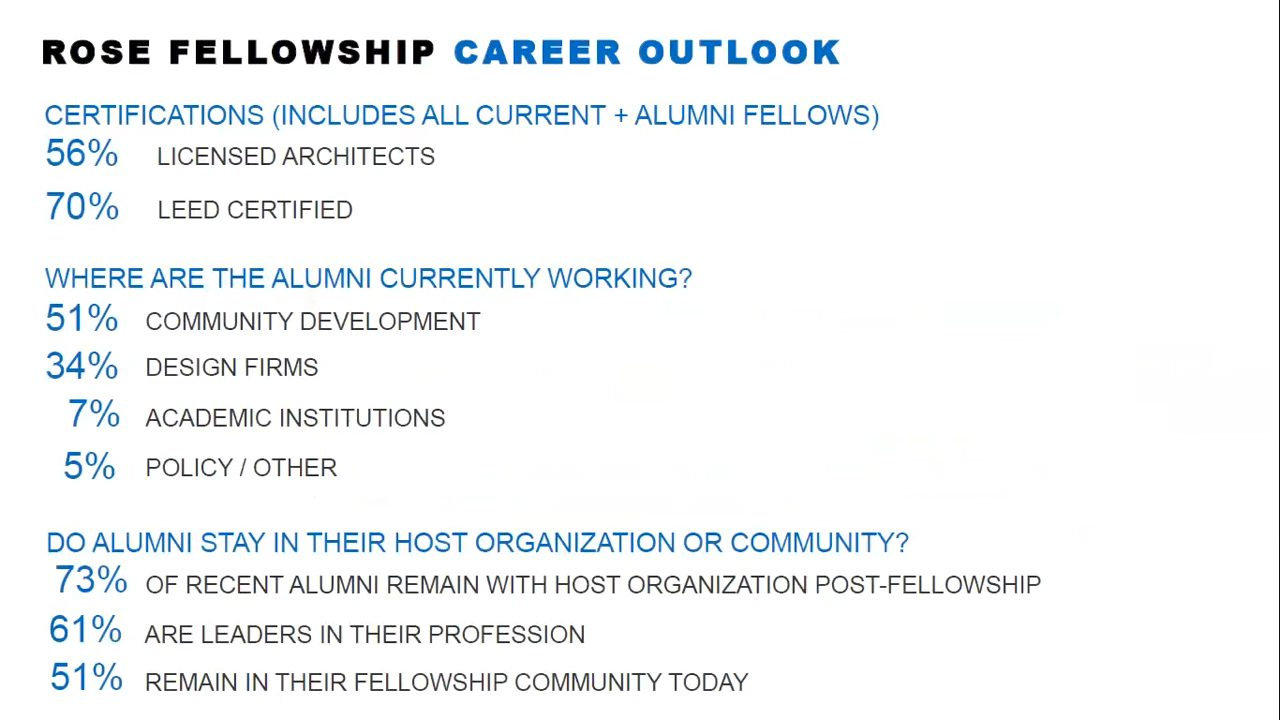 ROSE FELLOWSHIP CAREER OUTLOOK
CERTIFICATIONS (INCLUDES ALL CURRENT + ALUMNI FELLOWS)
56% LICENSED ARCHITECTS
70% LEED CERTIFIED
WHERE ARE THE ALUMNI CURRENTLY WORKING?
51% COMMUNITY DEVELOPMENT
34% DESIGN FIRMS
7% ACADEMIC INSTITUTIONS
5% POLICY / OTHER
DO ALUMNI STAY IN THEIR HOST ORGANIZATION OR COMMUNITY?
73% OF RECENT ALUMNI REMAIN WITH HOST ORGANIZATION POST-FELLOWSHIP
61% ARE LEADERS IN THEIR PROFESSION
51% REMAIN IN THEIR FELLOWSHIP COMMUNITY TODAY